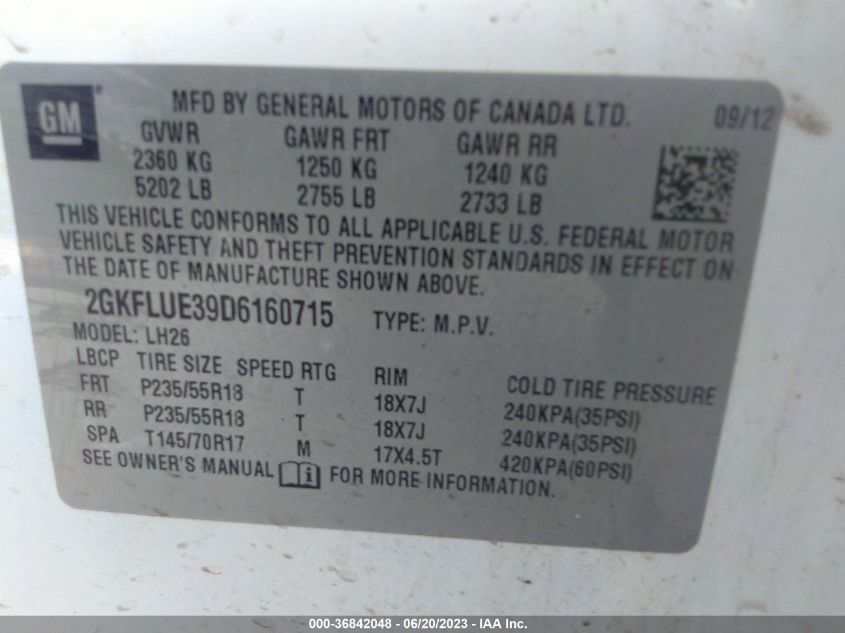 GM
MFD BY GENERAL MOTORS OF CANADA LTD. 09/12
GVWR GAWR FRT GAWR RR
2360 KG 1250 KG 1240 KG
5202 LB 2755 LB 2733 LB
THIS VEHICLE CONFORMS TO ALL APPLICABLE U.S. FEDERAL MOTOR
VEHICLE SAFETY AND THEFT PREVENTION STANDARDS IN EFFECT ON
THE DATE OF MANUFACTURE SHOWN ABOVE.
2GKFLUE39D6160715 TYPE: M.P.V.
MODEL: LH26
LBCP TIRE SIZE SPEED RTG RIM COLD TIRE PRESSURE
FRT P235/55R18 T 18X7J 240KPA(35PSI)
RR P235/55R18 T 18X7J 240KPA(35PSI)
SPA T145/70R17 M 17X4.5T 420KPA(60PSI)
SEE OWNER'S MANUAL i FOR MORE INFORMATION.
000-36842048 - 06/20/2023 - IAA Inc.